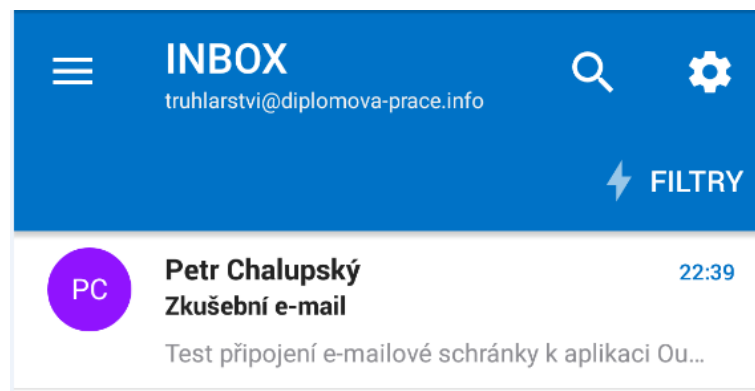 INBOX
truhlarstvi@diplomova-prace.info
FILTRY
PC
Petr Chalupský
22:39
Zkušební e-mail
Test připojení e-mailové schránky k aplikaci Ou...